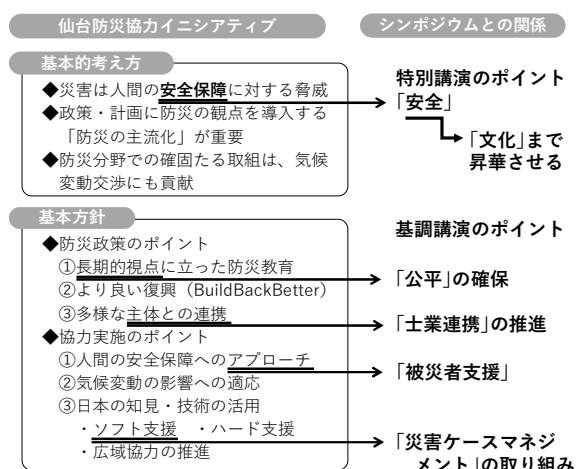 仙台防災協力イニシアティブ
シンポジウムとの関係
基本的考え方
◆災害は人間の安全保障に対する脅威
◆政策・計画に防災の観点を導入する
「防災の主流化」が重要
◆防災分野での確固たる取組は、気候
変動交渉にも貢献
特別講演のポイント
「安全」
「文化」まで
昇華させる
基本方針
◆防災政策のポイント
①長期的視点に立った防災教育
②より良い復興（BuildBackBetter）
③多様な主体との連携
◆協力実施のポイント
①人間の安全保障へのアプローチ
②気候変動の影響への適応
③日本の知見・技術の活用
・ソフト支援　・ハード支援
・広域協力の推進
基調講演のポイント
「公平」の確保
「士業連携」の推進
「被災者支援」
「災害ケースマネジ
メント」の取り組み